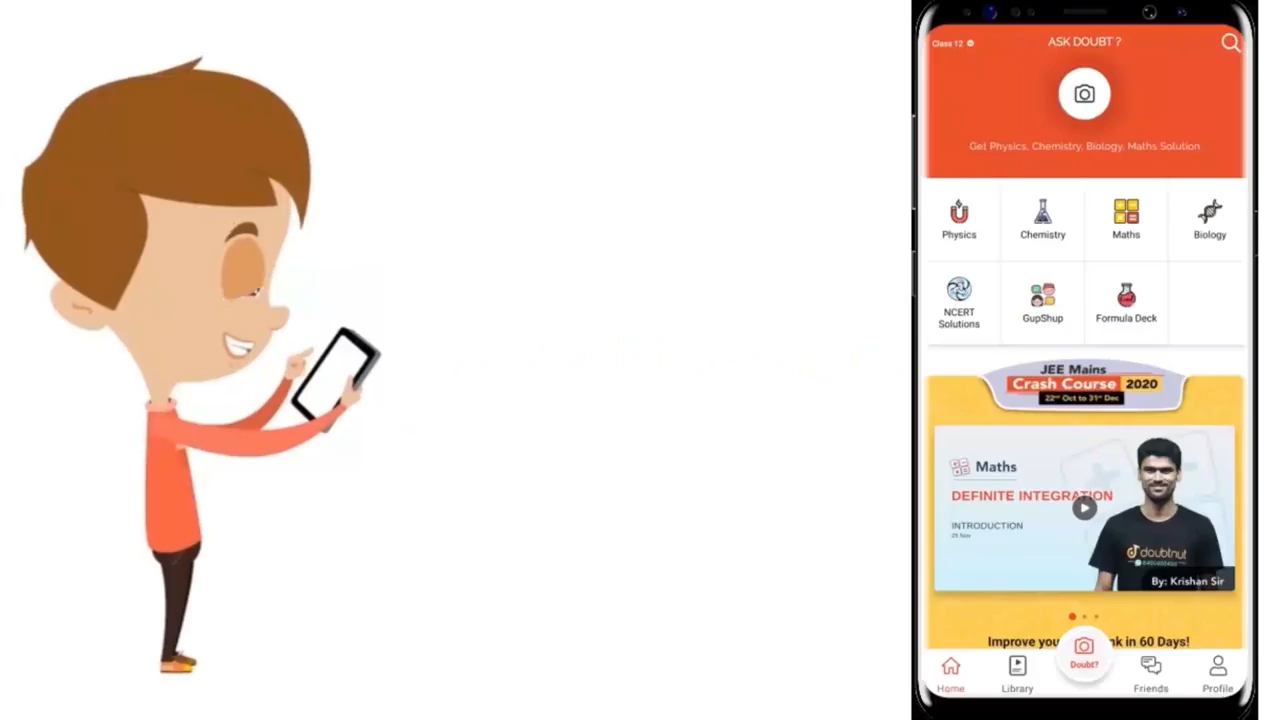 Class 12
ASK DOUBT ?
Get Physics, Chemistry, Biology, Maths Solution
Physics
Chemistry
Maths
Biology
NCERT
Solutions
GupShup
Formula Deck
JEE Mains
Crash Course 2020
22nd Oct to 31st Dec
Maths
DEFINITE INTEGRATION
INTRODUCTION
doubtnut
By: Krishan Sir
Improve you nk in 60 Days!
Doubt?
Home
Library
Friends
Profile